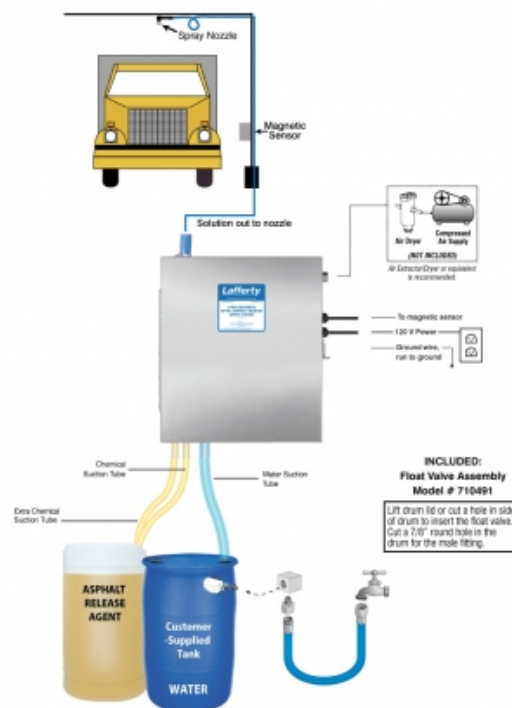 Spray Nozzle
Magnetic
Sensor
Solution out to nozzle
Air Dryer
Compressed
Air Supply
(NOT INCLUDED)
Air Extractor/Dryer or equivalent
is recommended.
Lafferty
To magnetic sensor
120 V Power
Ground wire,
run to ground
Chemical
Suction Tube
Water Suction
Tube
Extra Chemical
Suction Tube
INCLUDED:
Float Valve Assembly
Model # 710491
Lift drum lid or cut a hole in side
of drum to insert the float valve.
Cut a 7/8" round hole in the
drum for the male fitting.
ASPHALT
RELEASE
AGENT
Customer
-Supplied
Tank
WATER